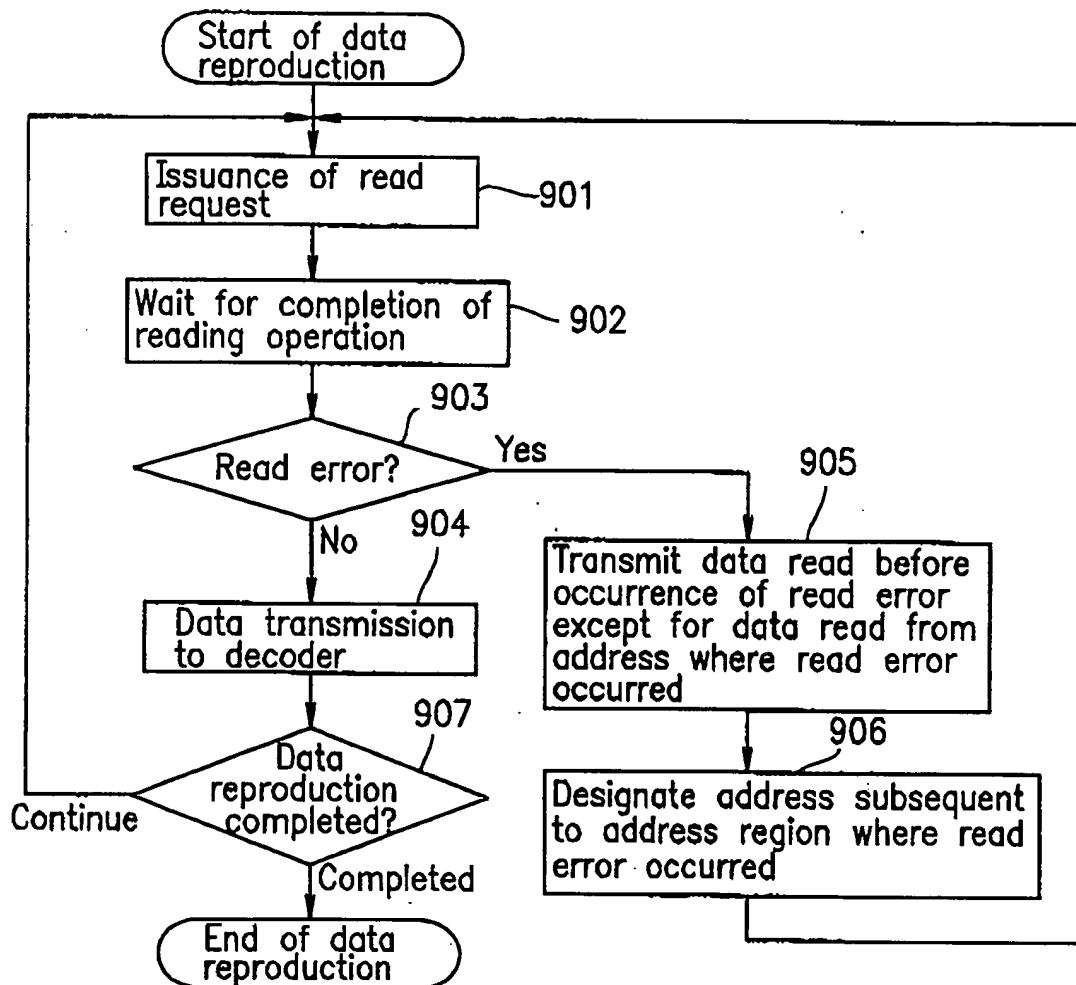 Start of data
reproduction
Issuance of read
request
901
Wait for completion of
reading operation
902
903
Read error?
Yes
No
904
Data transmission
to decoder
905
Transmit data read before
occurrence of read error
except for data read from
address where read error
occurred
906
Designate address subsequent
to address region where read
error occurred
907
Data
reproduction
completed?
Continue
Completed
End of data
reproduction